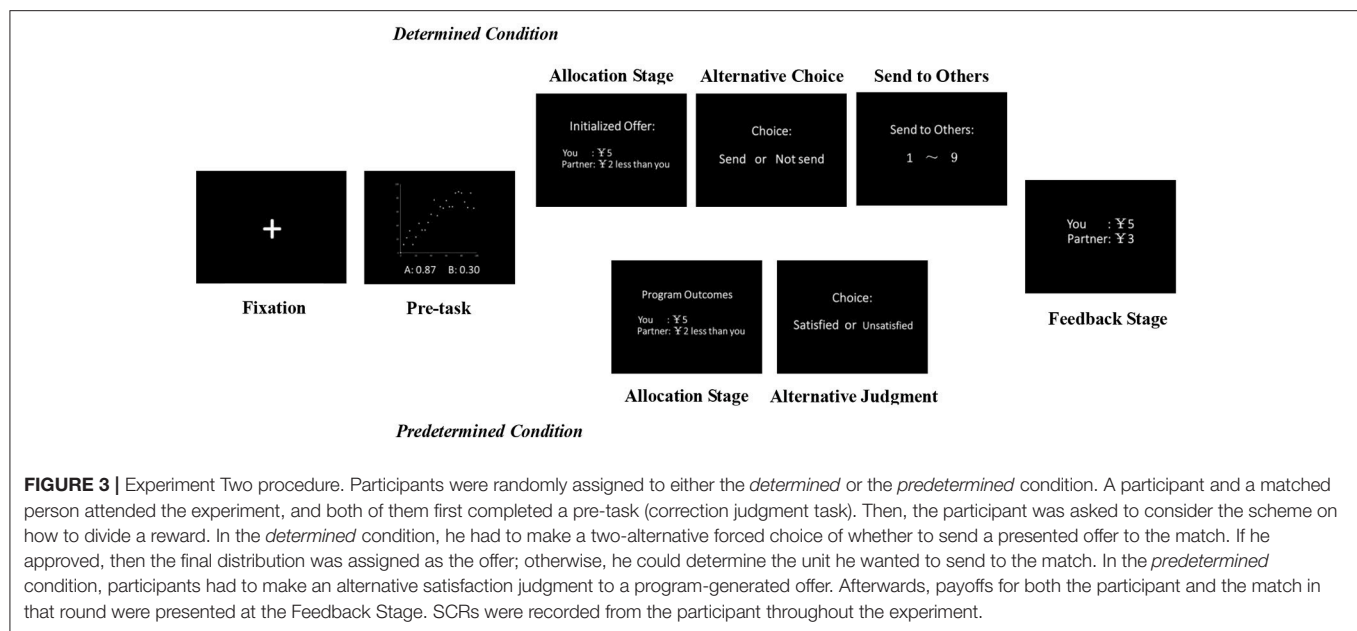 Determined Condition
Allocation Stage
Alternative Choice
Send to Others
Initialized Offer:
You : ¥5
Partner: ¥2 less than you
Choice:
Send or Not send
Send to Others:
1 ~ 9
A: 0.87 B: 0.30
Fixation
Pre-task
Program Outcomes
You : ¥5
Partner: ¥2 less than you
Choice:
Satisfied or Unsatisfied
Allocation Stage
Alternative Judgment
You : ¥5
Partner: ¥3
Feedback Stage
Predetermined Condition
FIGURE 3 | Experiment Two procedure. Participants were randomly assigned to either the determined or the predetermined condition. A participant and a matched
person attended the experiment, and both of them first completed a pre-task (correction judgment task). Then, the participant was asked to consider the scheme on
how to divide a reward. In the determined condition, he had to make a two-alternative forced choice of whether to send a presented offer to the match. If he
approved, then the final distribution was assigned as the offer; otherwise, he could determine the unit he wanted to send to the match. In the predetermined
condition, participants had to make an alternative satisfaction judgment to a program-generated offer. Afterwards, payoffs for both the participant and the match in
that round were presented at the Feedback Stage. SCRs were recorded from the participant throughout the experiment.